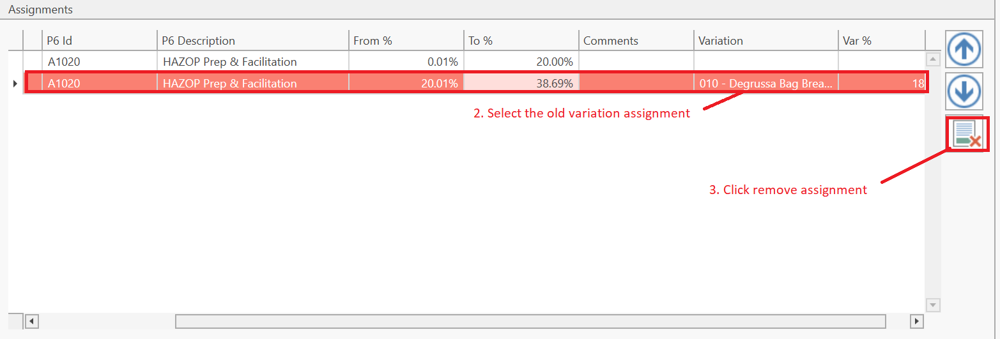 Assignments
P6 Id P6 Description From % To % Comments Variation Var %
A1020 HAZOP Prep & Facilitation 0.01% 20.00%
A1020 HAZOP Prep & Facilitation 20.01% 38.69% 010 - Degrussa Bag Brea... 18
2. Select the old variation assignment
3. Click remove assignment